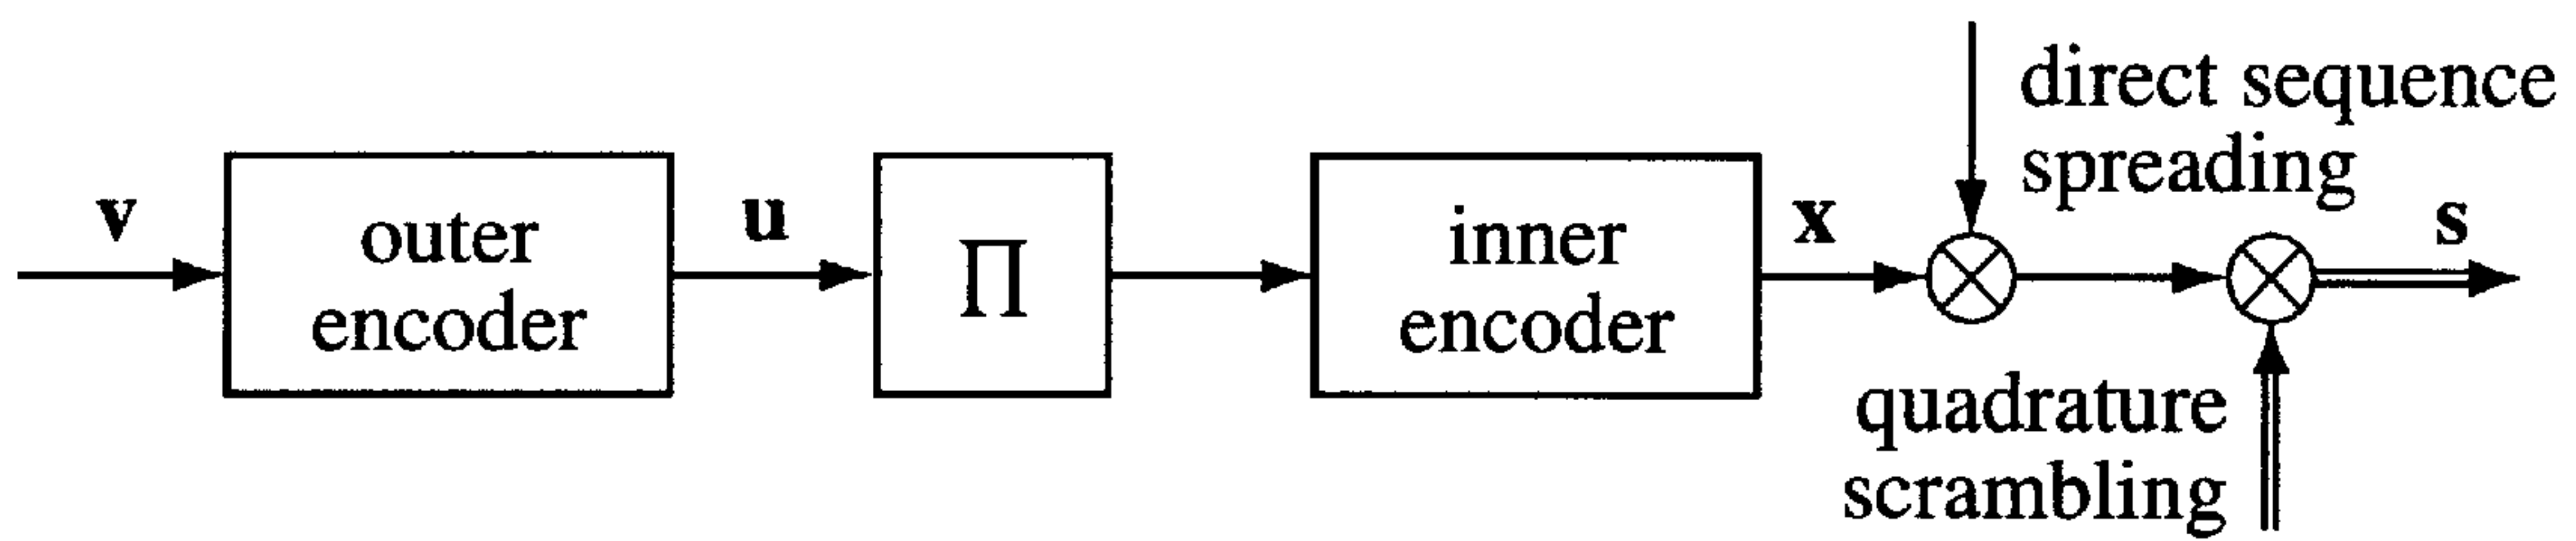 v
outer
encoder
u
Π
inner
encoder
x
direct sequence
spreading
s
quadrature
scrambling